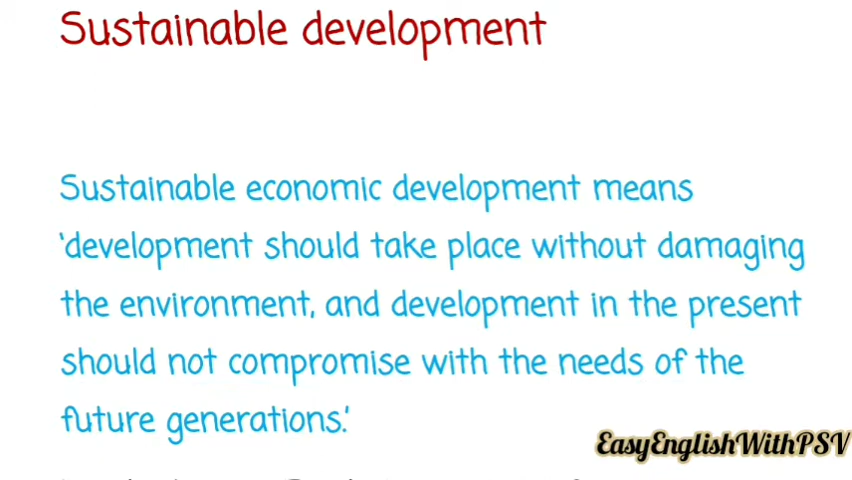 Sustainable development
Sustainable economic development means
‘development should take place without damaging
the environment, and development in the present
should not compromise with the needs of the
future generations.’
EasyEnglishWithPSV